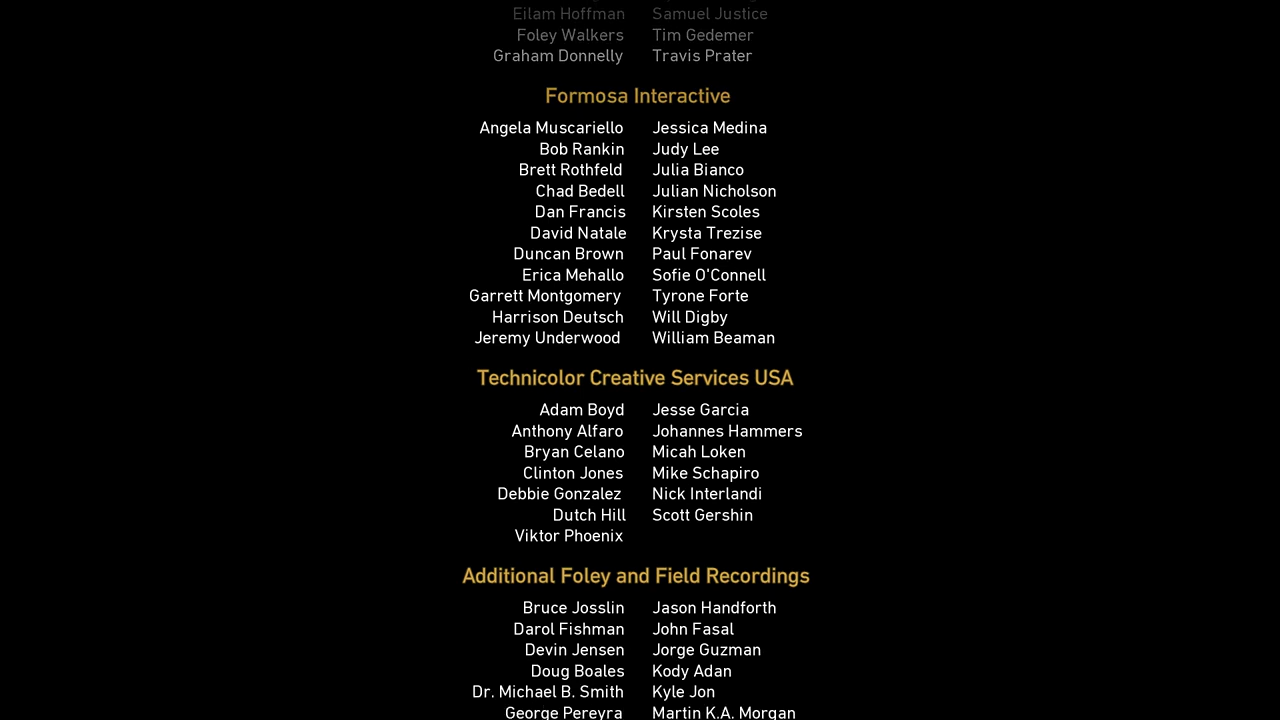 Eilam Hoffman Samuel Justice
Foley Walkers Tim Gedemer
Graham Donnelly Travis Prater
Formosa Interactive
Angela Muscariello Jessica Medina
Bob Rankin Judy Lee
Brett Rothfeld Julia Bianco
Chad Bedell Julian Nicholson
Dan Francis Kirsten Scoles
David Natale Krysta Trezise
Duncan Brown Paul Fonarev
Erica Mehallo Sofie O'Connell
Garrett Montgomery Tyrone Forte
Harrison Deutsch Will Digby
Jeremy Underwood William Beaman
Technicolor Creative Services USA
Adam Boyd Jesse Garcia
Anthony Alfaro Johannes Hammers
Bryan Celano Micah Loken
Clinton Jones Mike Schapiro
Debbie Gonzalez Nick Interlandi
Dutch Hill Scott Gershin
Viktor Phoenix
Additional Foley and Field Recordings
Bruce Josslin Jason Handforth
Darol Fishman John Fasal
Devin Jensen Jorge Guzman
Doug Boales Kody Adan
Dr. Michael B. Smith Kyle Jon
George Pereyra Martin K.A. Morgan